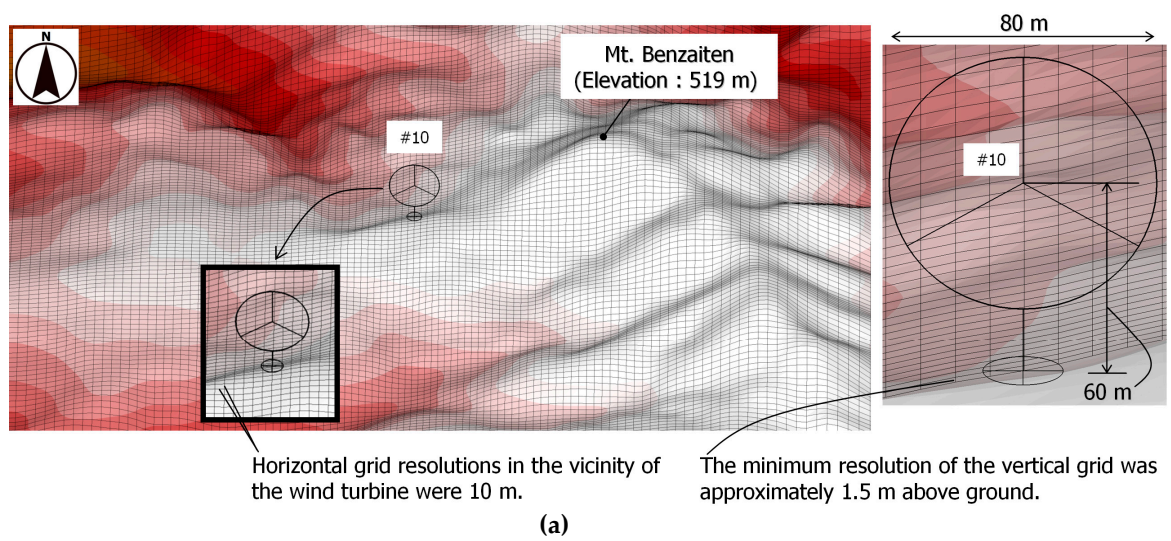 N
Mt. Benzaiten
(Elevation : 519 m)
#10
80 m
#10
60 m
Horizontal grid resolutions in the vicinity of
the wind turbine were 10 m.
The minimum resolution of the vertical grid was
approximately 1.5 m above ground.
(a)